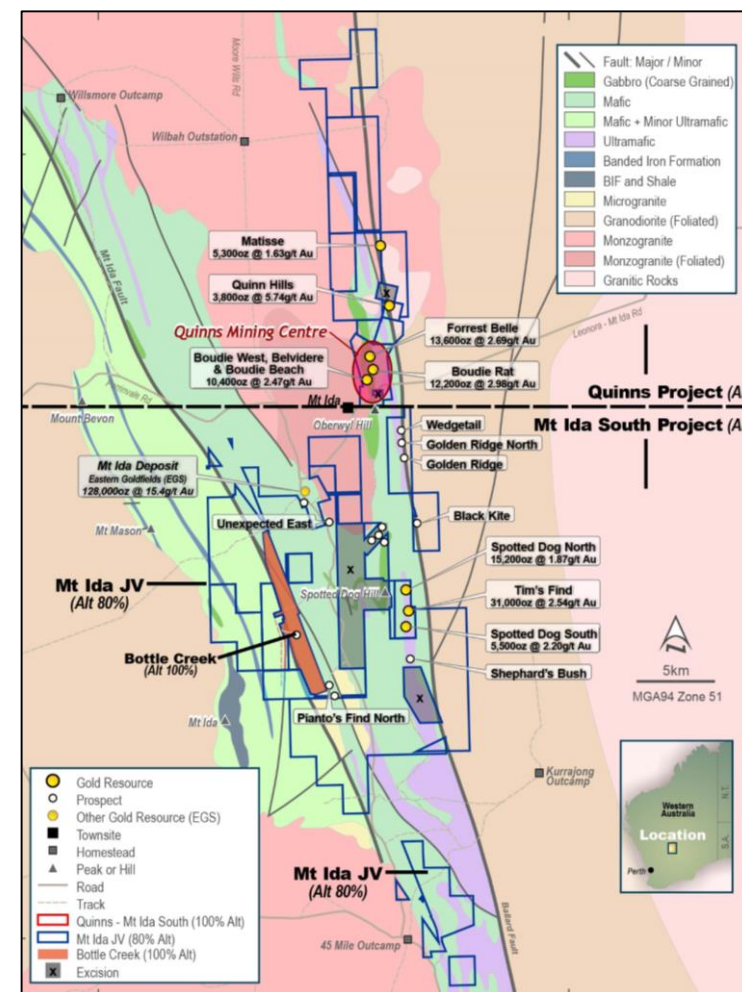 Fault: Major / Minor
Gabbro (Coarse Grained)
Mafic
Mafic + Minor Ultramafic
Ultramafic
Banded Iron Formation
BIF and Shale
Microgranite
Granodiorite (Foliated)
Monzogranite
Monzogranite (Foliated)
Granitic Rocks
Moore Wills Rd
Willsmore Outcamp
Wilbah Outstation
Mt Ida Fault
Matisse
5,300oz @ 1.63g/t Au
Quinn Hills
3,800oz @ 5.74g/t Au
X
Leonora - Mt Ida Rd
Quinns Mining Centre
Forrest Belle
13,600oz @ 2.69g/t Au
Boudie West, Belvidere
& Boudie Beach
10,400oz @ 2.47g/t Au
Boudie Rat
12,200oz @ 2.98g/t Au
X
Quinns Project (A
Mt Ida
Mount Bevon
Oberwyl Hill
Mt Ida South Project (A
Wedgetail
Golden Ridge North
Golden Ridge
Mt Ida Deposit
Eastern Goldfields (EGS)
128,000oz @ 15.4g/t Au
Unexpected East
Black Kite
Mt Mason
Spotted Dog North
15,200oz @ 1.87g/t Au
X
Mt Ida JV
(Alt 80%)
Spotted Dog Hill
Tim's Find
31,000oz @ 2.54g/t Au
Spotted Dog South
5,500oz @ 2.20g/t Au
Bottle Creek
(Alt 100%)
Shephard's Bush
5km
MGA94 Zone 51
X
Mt Ida
Pianto's Find North
Kurrajong
Outcamp
Gold Resource
Prospect
Other Gold Resource (EGS)
Townsite
Homestead
Peak or Hill
Road
Track
Quinns - Mt Ida South (100% Alt)
Mt Ida JV (80% Alt)
Bottle Creek (100% Alt)
X
Excision
Mt Ida JV
(Alt 80%)
45 Mile Outcamp
Ballard Fault
Western
Australia
Location
Perth
N.T.
S.A.